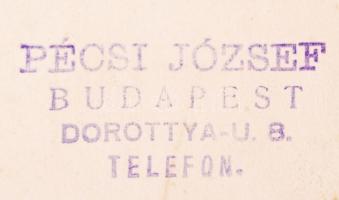 PÉCSI JÓZSEF
BUDAPEST
DOROTTYA-U. 8.
TELEFON.